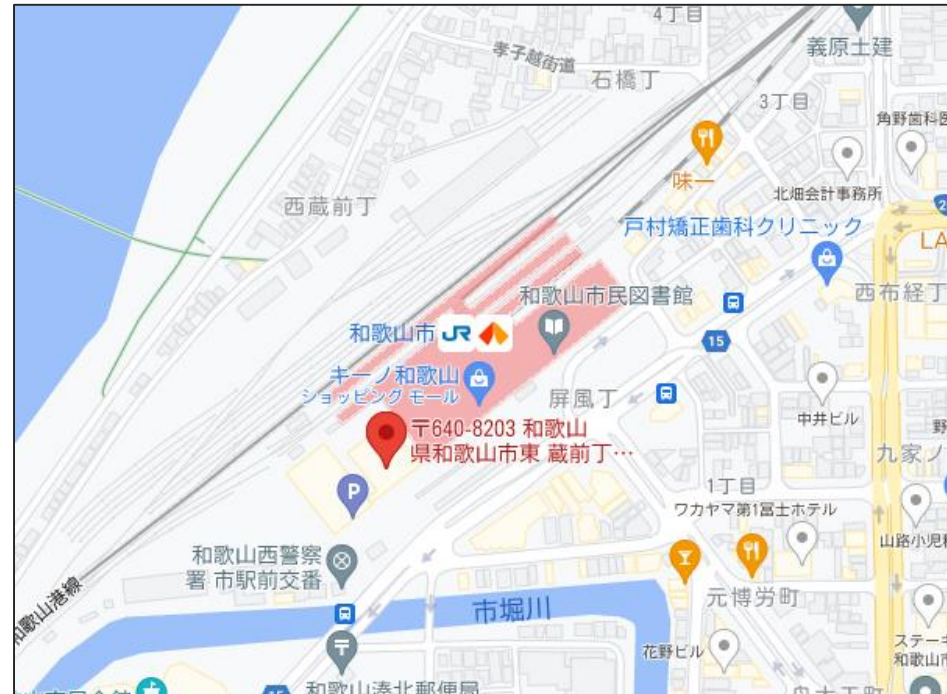 4丁目
義原土建
孝子越街道
石橋丁
3丁目
角野歯科医
味一
北畑会計事務所
西蔵前丁
戸村矯正歯科クリニック
2
LA
西布経丁
和歌山市民図書館
和歌山市 JR
15
キーノ和歌山
ショッピング モール
屏風丁
中井ビル
〒640-8203 和歌山
県和歌山市東 蔵前丁…
野
九家ノ
P
1丁目
ワカヤマ第1冨士ホテル
山路小児科
和歌山西警察
署 市駅前交番
和歌山港線
市堀川
元博労町
花野ビル
ステーキ
和歌山市
15
和歌山湊北郵便局